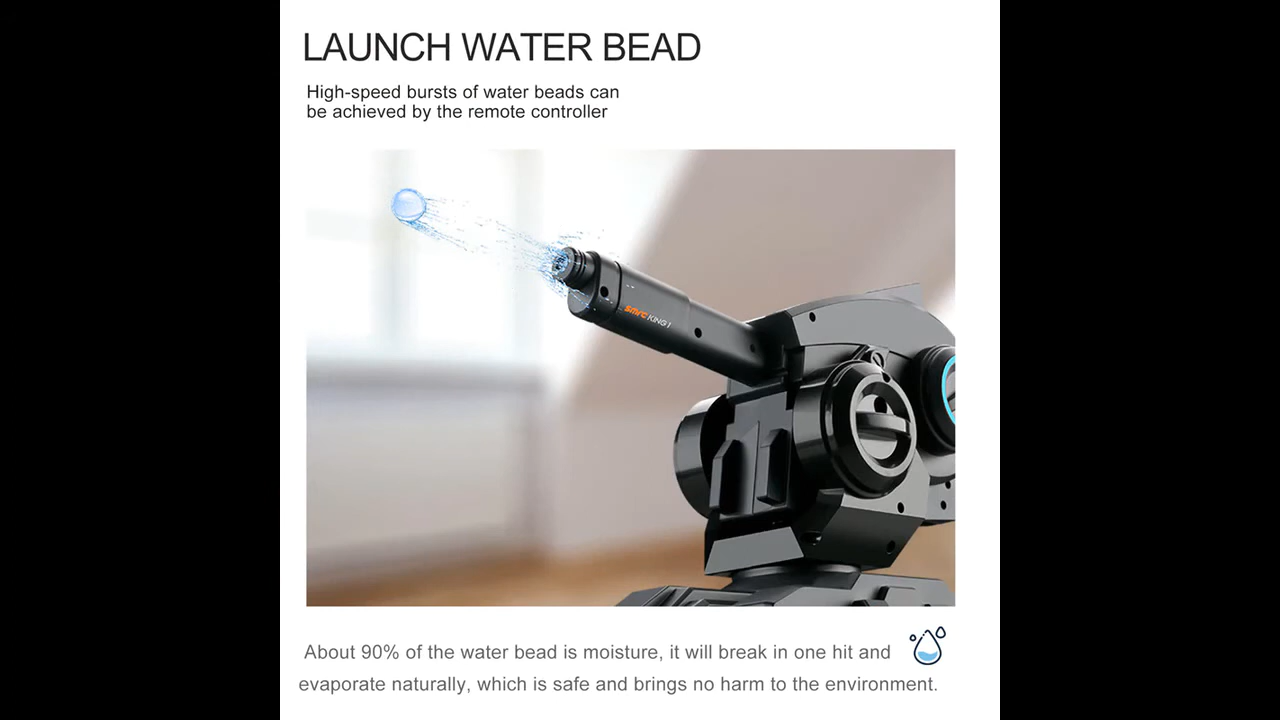 LAUNCH WATER BEAD
High-speed bursts of water beads can
be achieved by the remote controller
smrc KING1
About 90% of the water bead is moisture, it will break in one hit and
evaporate naturally, which is safe and brings no harm to the environment.